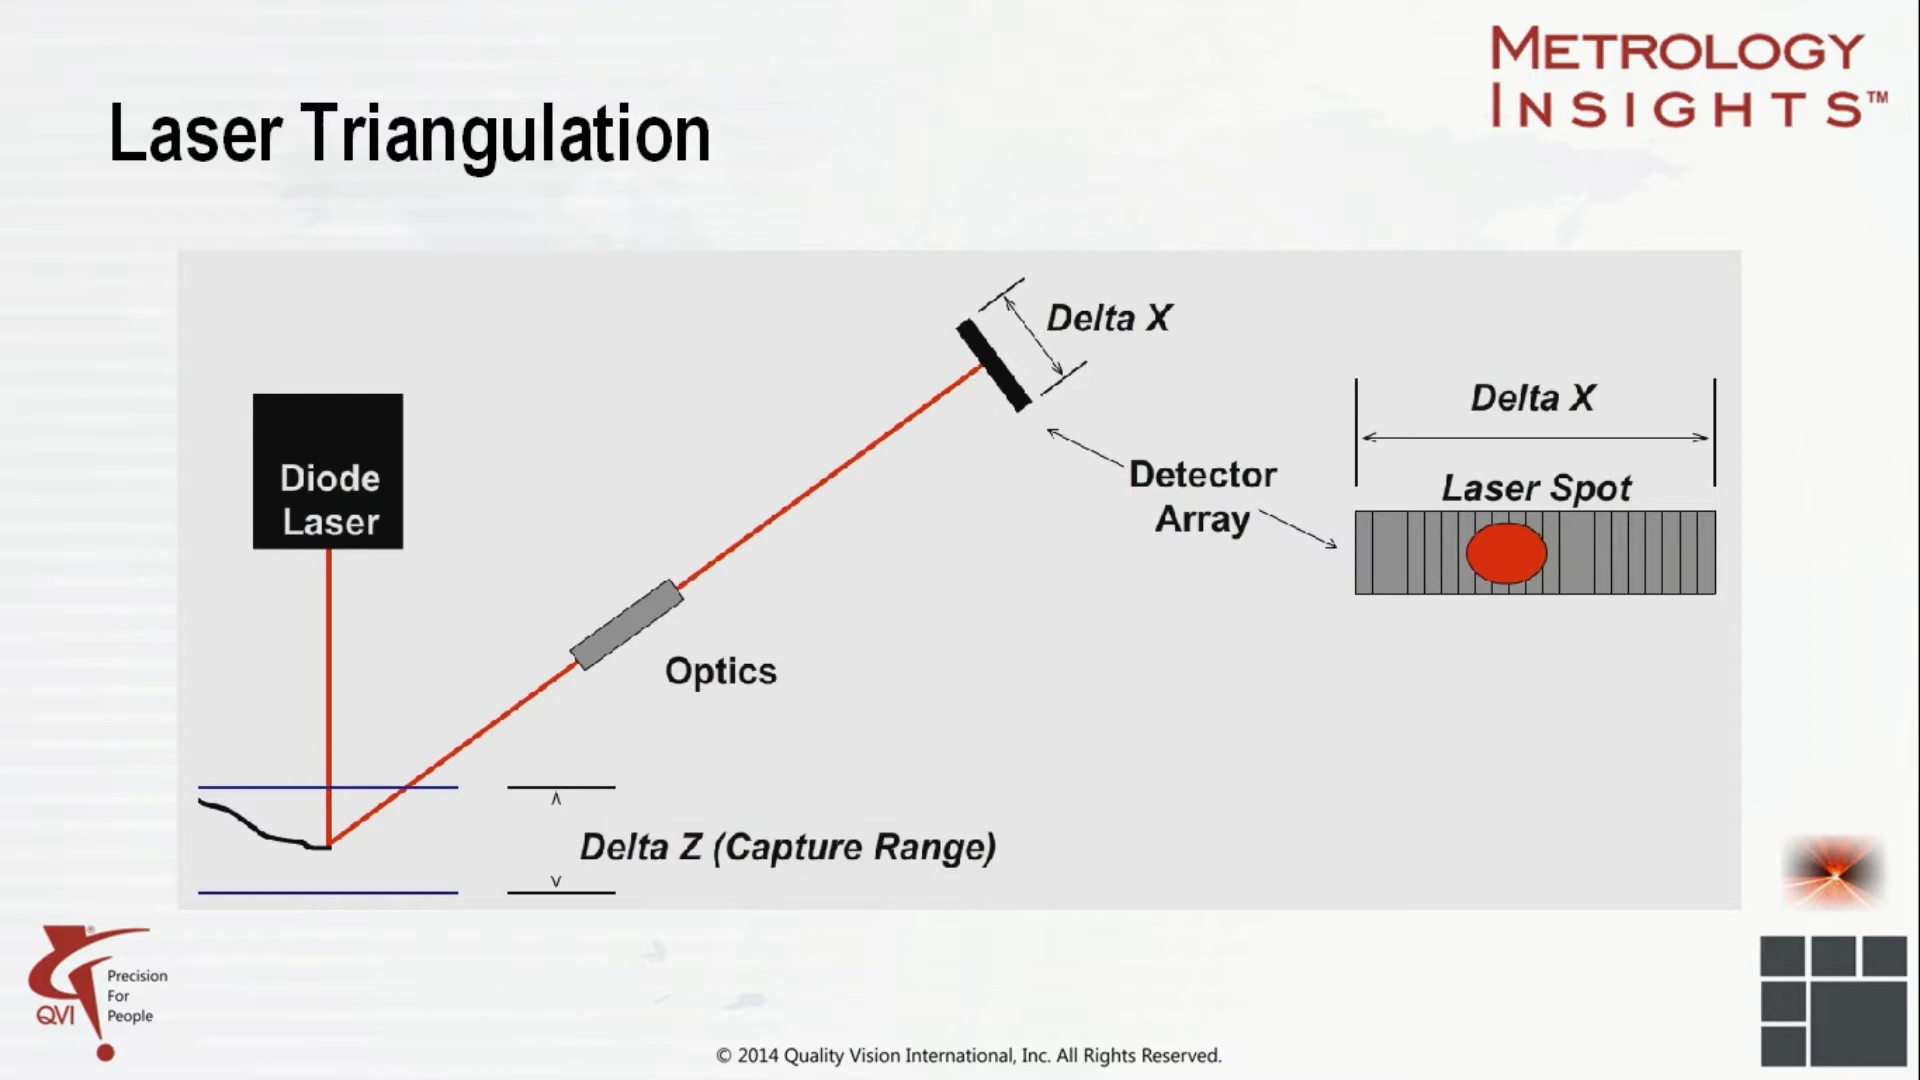 METROLOGY
INSIGHTS™
Laser Triangulation
Delta X
Diode
Laser
Detector
Array
Delta X
Laser Spot
Optics
Delta Z (Capture Range)
^
v
QVI®
Precision
For
People
© 2014 Quality Vision International, Inc. All Rights Reserved.